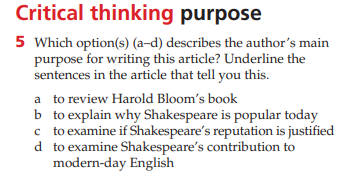 Critical thinking purpose
5 Which option(s) (a–d) describes the author's main
purpose for writing this article? Underline the
sentences in the article that tell you this.
a to review Harold Bloom's book
b to explain why Shakespeare is popular today
c to examine if Shakespeare's reputation is justified
d to examine Shakespeare's contribution to
modern-day English